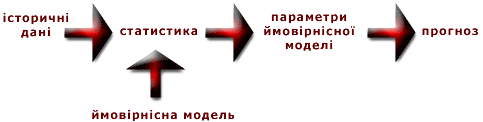 історичні
дані
статистика
параметри
ймовірнісної
моделі
прогноз
ймовірнісна модель